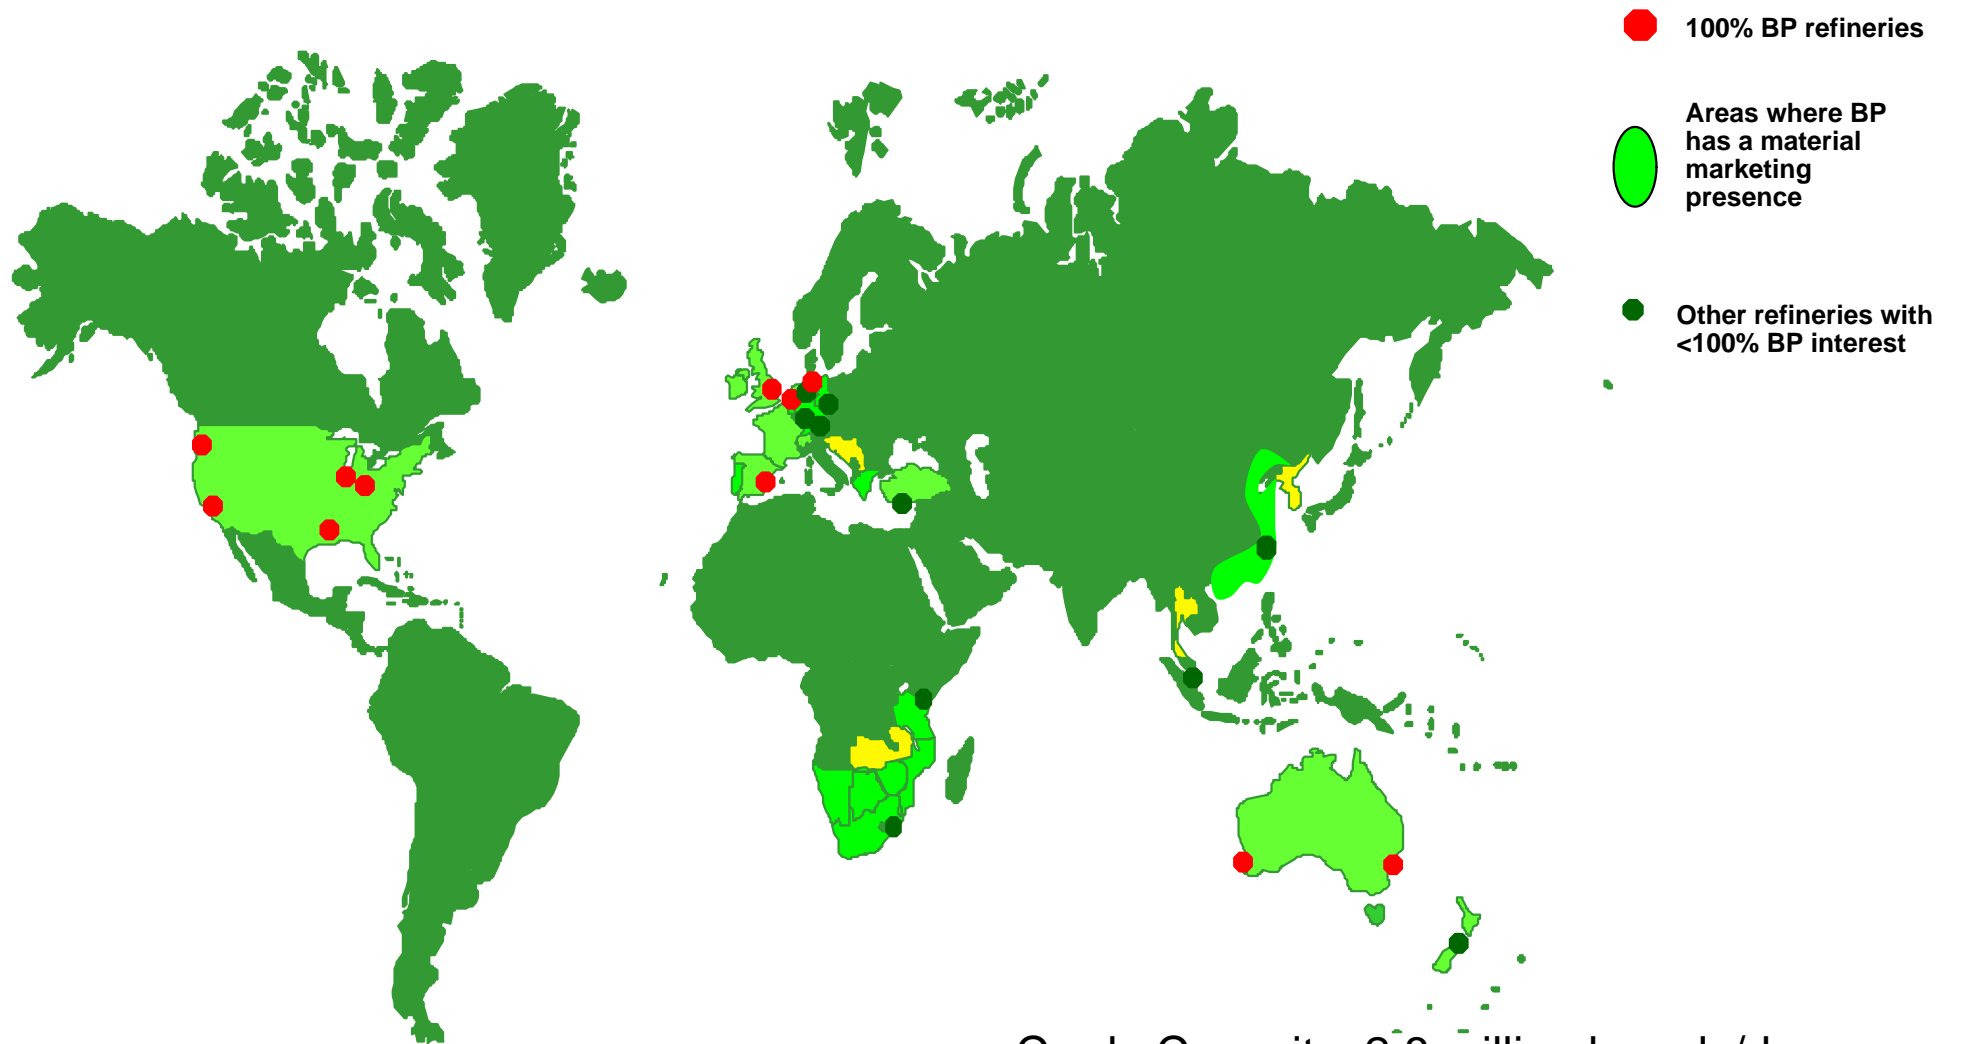 100% BP refineries
Areas where BP
has a material
marketing
presence
Other refineries with
<100% BP interest